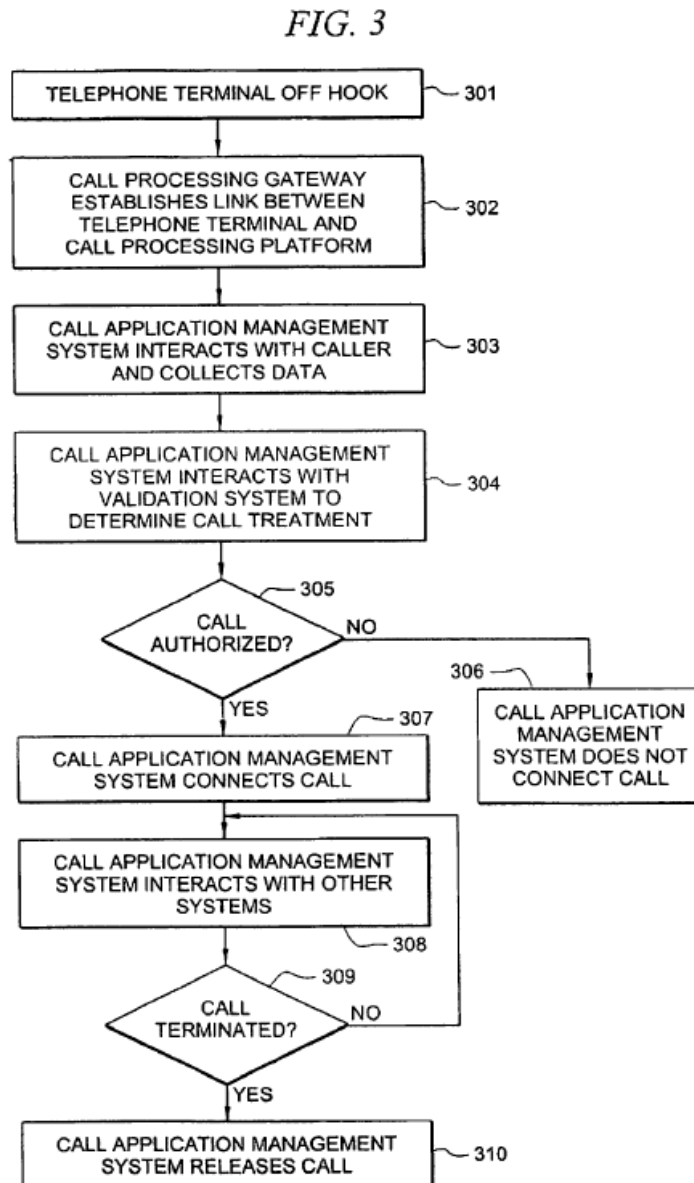 FIG. 3
TELEPHONE TERMINAL OFF HOOK
301
CALL PROCESSING GATEWAY
ESTABLISHES LINK BETWEEN
TELEPHONE TERMINAL AND
CALL PROCESSING PLATFORM
302
CALL APPLICATION MANAGEMENT
SYSTEM INTERACTS WITH CALLER
AND COLLECTS DATA
303
CALL APPLICATION MANAGEMENT
SYSTEM INTERACTS WITH
VALIDATION SYSTEM TO
DETERMINE CALL TREATMENT
304
305
CALL
AUTHORIZED?
NO
YES
306
CALL APPLICATION
MANAGEMENT
SYSTEM DOES NOT
CONNECT CALL
307
CALL APPLICATION MANAGEMENT
SYSTEM CONNECTS CALL
CALL APPLICATION MANAGEMENT
SYSTEM INTERACTS WITH OTHER
SYSTEMS
308
309
CALL
TERMINATED?
NO
YES
CALL APPLICATION MANAGEMENT
SYSTEM RELEASES CALL
310